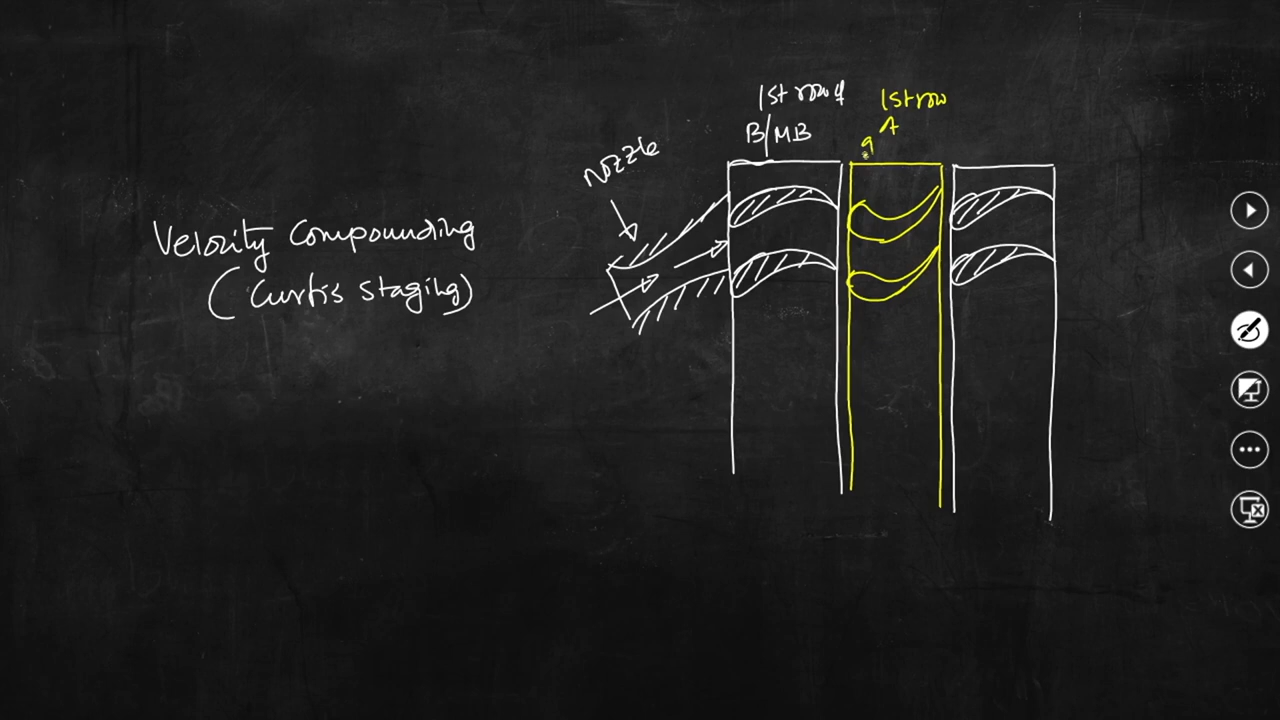 Velocity Compounding
(Curtis staging)
Nozzle
1st row of
B/MB
1st row